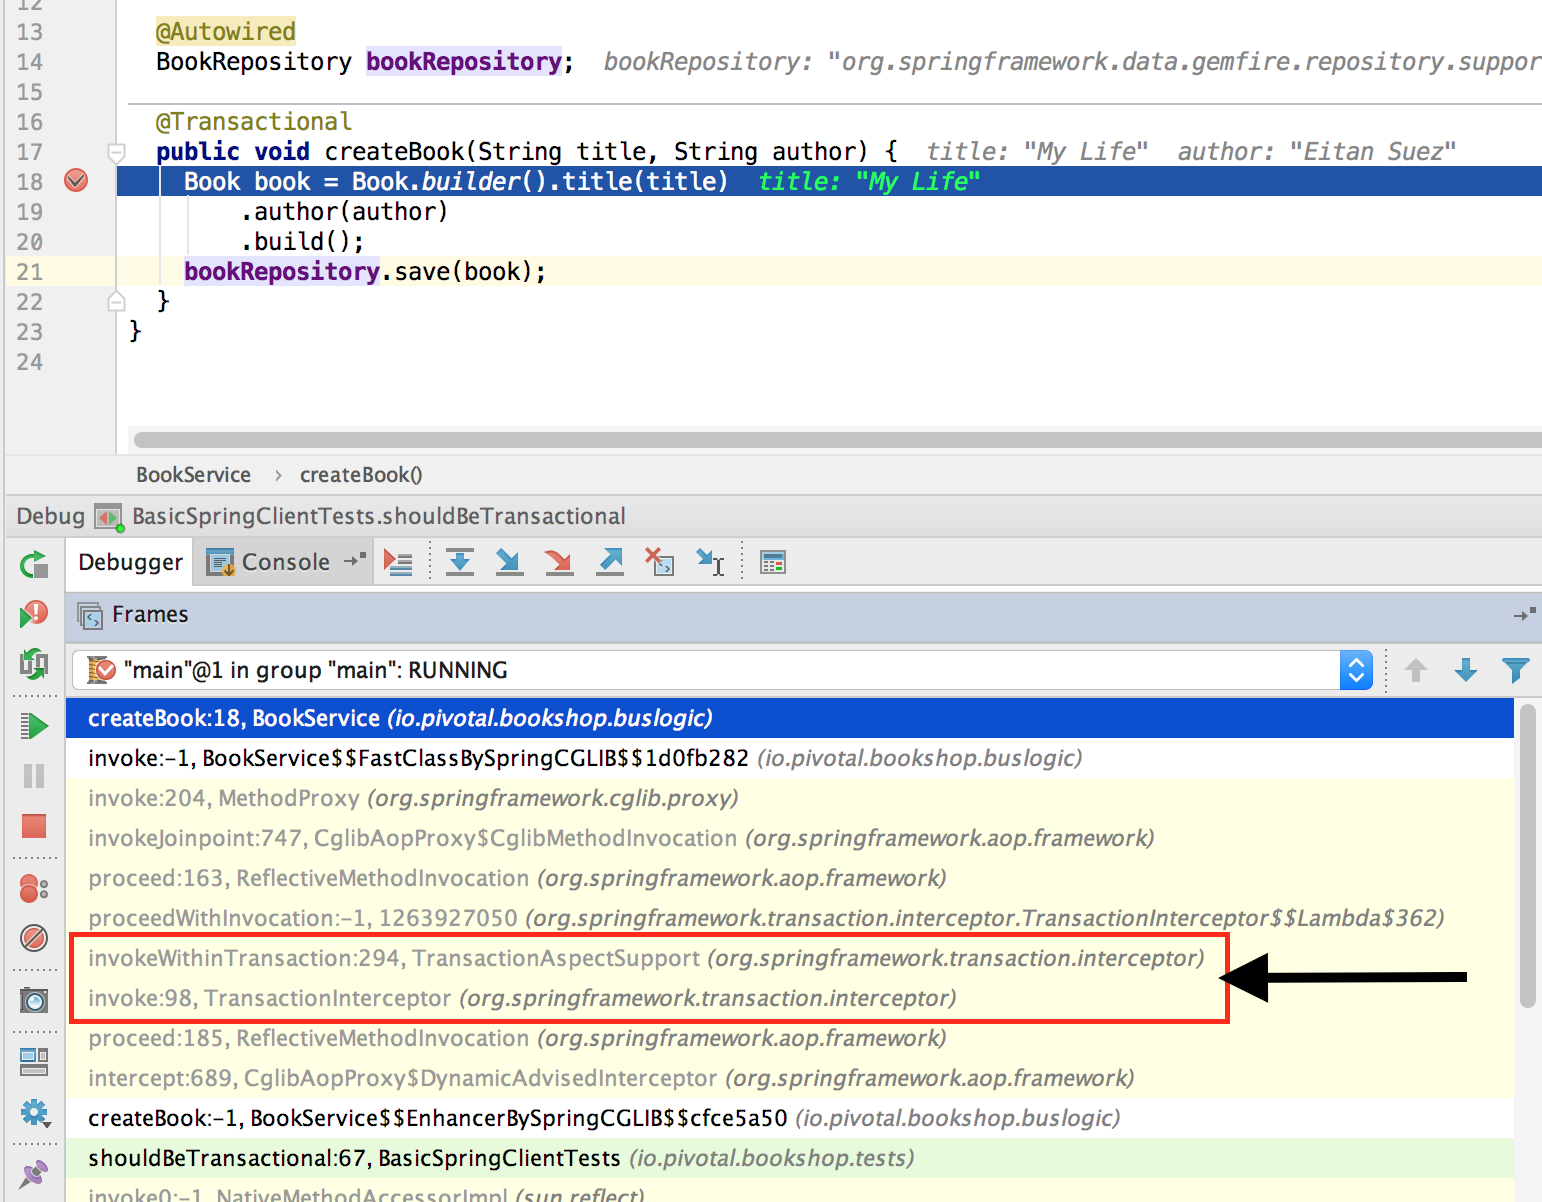 12
13 @Autowired
14 BookRepository bookRepository; bookRepository: "org.springframework.data.gemfire.repository.suppor
15
16 @Transactional
17 public void createBook(String title, String author) { title: "My Life" author: "Eitan Suez"
18 Book book = Book.builder().title(title) title: "My Life"
19 .author(author)
20 .build();
21 bookRepository.save(book);
22 }
23 }
24
BookService › createBook()
Debug BasicSpringClientTests.shouldBeTransactional
Debugger Console
Frames
"main"@1 in group "main": RUNNING
createBook:18, BookService (io.pivotal.bookshop.buslogic)
invoke:-1, BookService$$FastClassBySpringCGLIB$$1d0fb282 (io.pivotal.bookshop.buslogic)
invoke:204, MethodProxy (org.springframework.cglib.proxy)
invokeJoinpoint:747, CglibAopProxy$CglibMethodInvocation (org.springframework.aop.framework)
proceed:163, ReflectiveMethodInvocation (org.springframework.aop.framework)
proceedWithInvocation:-1, 1263927050 (org.springframework.transaction.interceptor.TransactionInterceptor$$Lambda$362)
invokeWithinTransaction:294, TransactionAspectSupport (org.springframework.transaction.interceptor)
invoke:98, TransactionInterceptor (org.springframework.transaction.interceptor)
proceed:185, ReflectiveMethodInvocation (org.springframework.aop.framework)
intercept:689, CglibAopProxy$DynamicAdvisedInterceptor (org.springframework.aop.framework)
createBook:-1, BookService$$EnhancerBySpringCGLIB$$cfce5a50 (io.pivotal.bookshop.buslogic)
shouldBeTransactional:67, BasicSpringClientTests (io.pivotal.bookshop.tests)
invoke0:-1, NativeMethodAccessorImpl (sun.reflect)